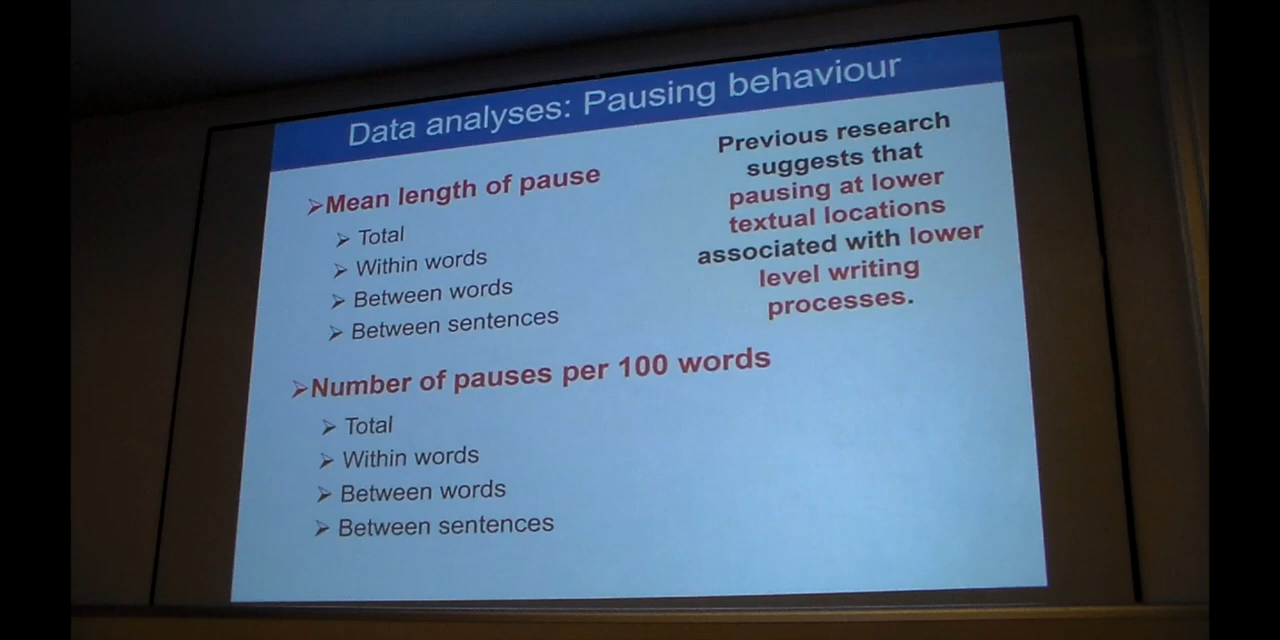 Data analyses: Pausing behaviour
➢Mean length of pause
➢ Total
➢ Within words
➢ Between words
➢ Between sentences
➢Number of pauses per 100 words
➢ Total
➢ Within words
➢ Between words
➢ Between sentences
Previous research
suggests that
pausing at lower
textual locations
associated with lower
level writing
processes.